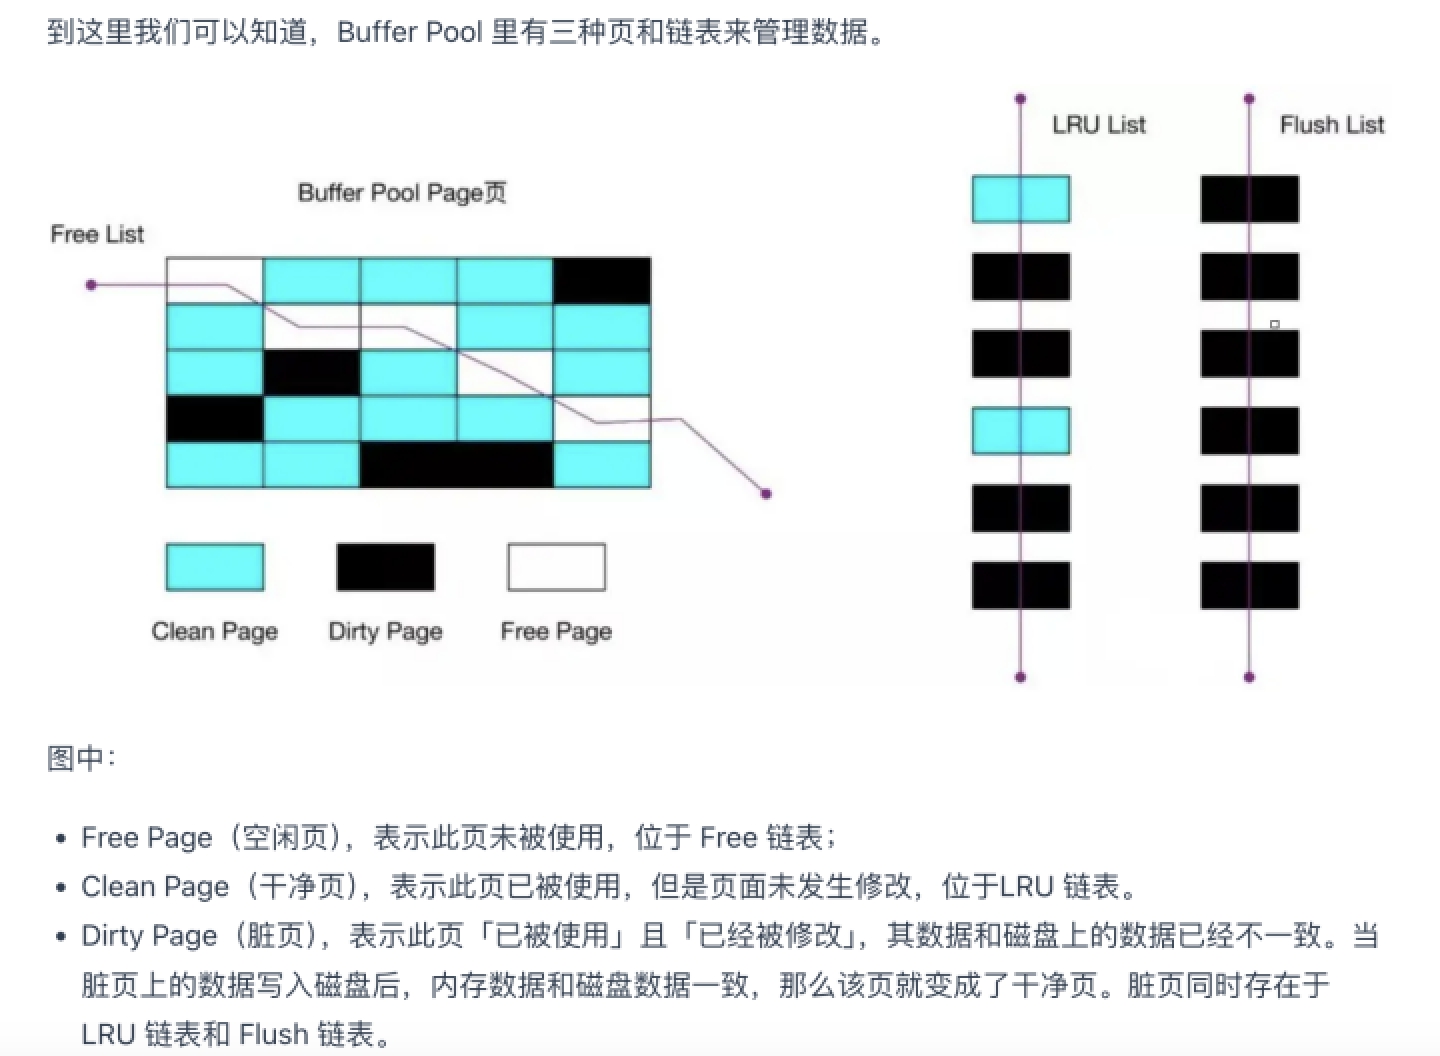 到这里我们可以知道，Buffer Pool 里有三种页和链表来管理数据。
LRU List
Flush List
Buffer Pool Page页
Free List
Clean Page
Dirty Page
Free Page
图中：
• Free Page（空闲页），表示此页未被使用，位于 Free 链表；
• Clean Page（干净页），表示此页已被使用，但是页面未发生修改，位于LRU 链表。
• Dirty Page（脏页），表示此页「已被使用」且「已经被修改」，其数据和磁盘上的数据已经不一致。当
脏页上的数据写入磁盘后，内存数据和磁盘数据一致，那么该页就变成了干净页。脏页同时存在于
LRU 链表和 Flush 链表。